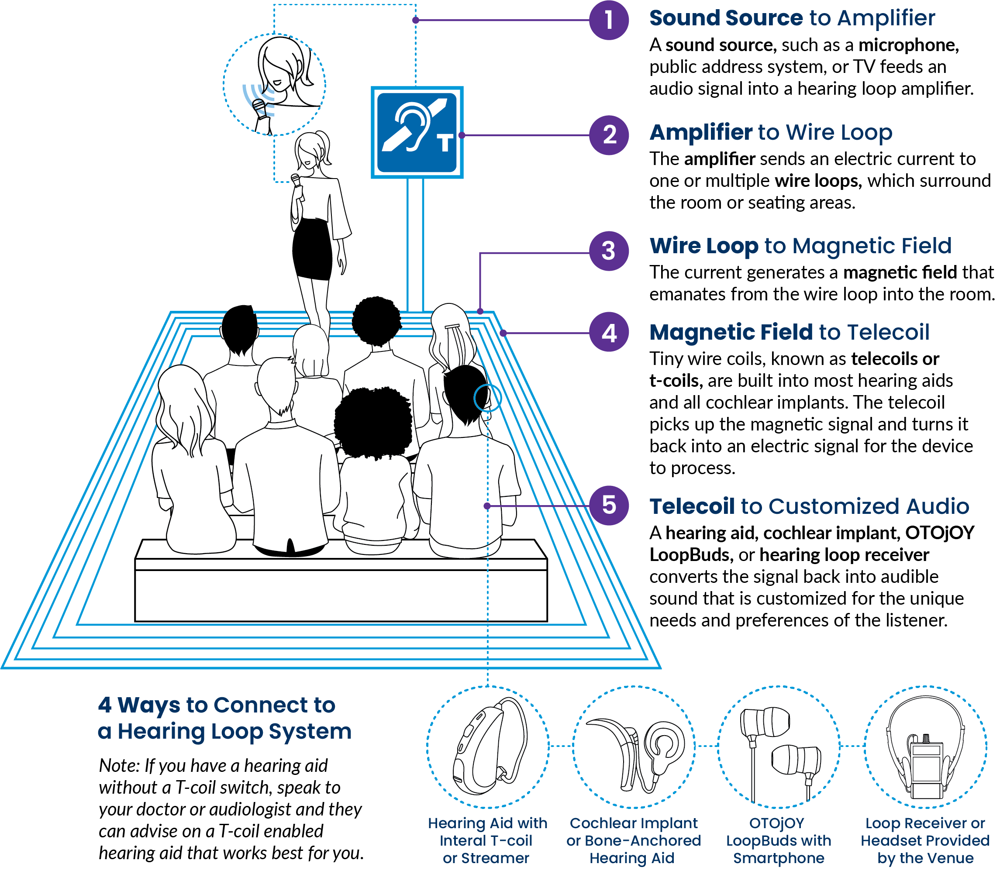 1
Sound Source to Amplifier
A sound source, such as a microphone,
public address system, or TV feeds an
audio signal into a hearing loop amplifier.
T
2
Amplifier to Wire Loop
The amplifier sends an electric current to
one or multiple wire loops, which surround
the room or seating areas.
3
Wire Loop to Magnetic Field
The current generates a magnetic field that
emanates from the wire loop into the room.
4
Magnetic Field to Telecoil
Tiny wire coils, known as telecoils or
t-coils, are built into most hearing aids
and all cochlear implants. The telecoil
picks up the magnetic signal and turns it
back into an electric signal for the device
to process.
5
Telecoil to Customized Audio
A hearing aid, cochlear implant, OTOjOY
LoopBuds, or hearing loop receiver
converts the signal back into audible
sound that is customized for the unique
needs and preferences of the listener.
4 Ways to Connect to
a Hearing Loop System
Note: If you have a hearing aid
without a T-coil switch, speak to
your doctor or audiologist and they
can advise on a T-coil enabled
hearing aid that works best for you.
Hearing Aid with
Interal T-coil
or Streamer
Cochlear Implant
or Bone-Anchored
Hearing Aid
OTOjOY
LoopBuds with
Smartphone
Loop Receiver or
Headset Provided
by the Venue